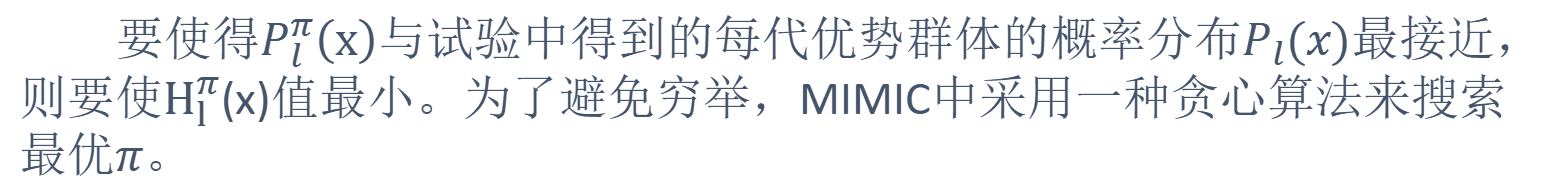 要使得$P_l^{\pi}$(x)与试验中得到的每代优势群体的概率分布$P_l(x)$最接近，
则要使$\mathrm{H}_{\mathrm{l}}^{\pi}$(x)值最小。为了避免穷举，MIMIC中采用一种贪心算法来搜索
最优$\pi$。